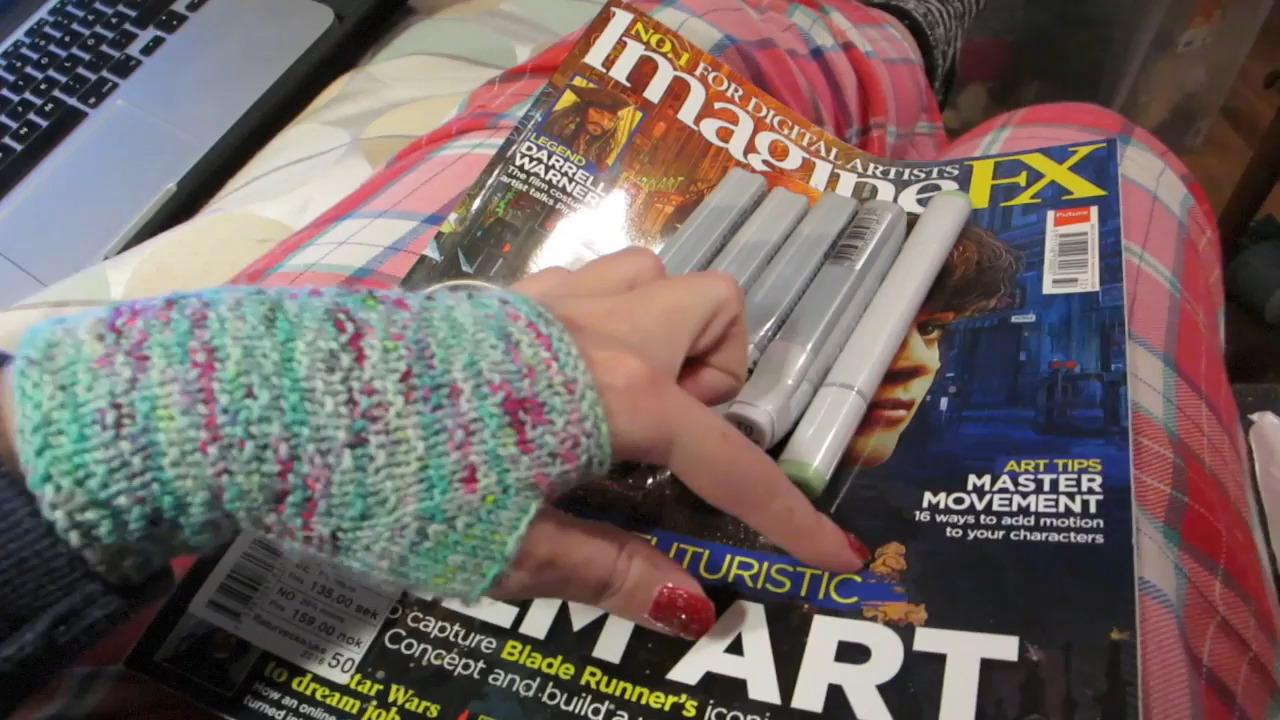 NO.1 FOR DIGITAL ARTISTS
ImagineFX
LEGEND
DARRELL
WARNER
The film
artist talks
Future
ART TIPS
MASTER
MOVEMENT
16 ways to add motion
to your characters
FUTURISTIC
ART
capture Blade Runner's
Concept and build a
135.00 sek
NO
159.00 nok
50
Star Wars
to dream job
How an online